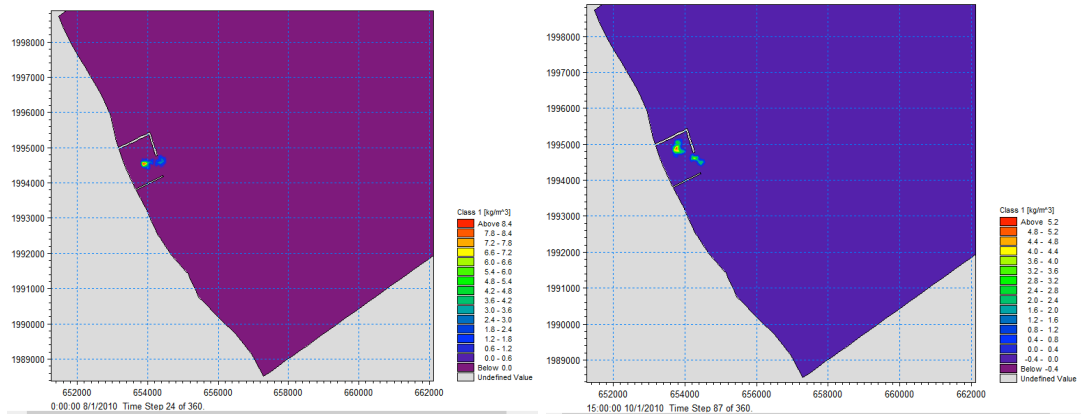 1998000
1997000
1996000
1995000
1994000
1993000
1992000
1991000
1990000
1989000
652000 654000 656000 658000 660000 662000
0:00:00 8/1/2010 Time Step 24 of 360.
Class 1 [kg/m^3]
Above 8.4
7.8 - 8.4
7.2 - 7.8
6.6 - 7.2
6.0 - 6.6
5.4 - 6.0
4.8 - 5.4
4.2 - 4.8
3.6 - 4.2
3.0 - 3.6
2.4 - 3.0
1.8 - 2.4
1.2 - 1.8
0.6 - 1.2
0.0 - 0.6
Below 0.0
Undefined Value
1998000
1997000
1996000
1995000
1994000
1993000
1992000
1991000
1990000
1989000
652000 654000 656000 658000 660000 662000
15:00:00 10/1/2010 Time Step 87 of 360.
Class 1 [kg/m^3]
Above 5.2
4.8 - 5.2
4.4 - 4.8
4.0 - 4.4
3.6 - 4.0
3.2 - 3.6
2.8 - 3.2
2.4 - 2.8
2.0 - 2.4
1.6 - 2.0
1.2 - 1.6
0.8 - 1.2
0.4 - 0.8
0.0 - 0.4
-0.4 - 0.0
Below -0.4
Undefined Value